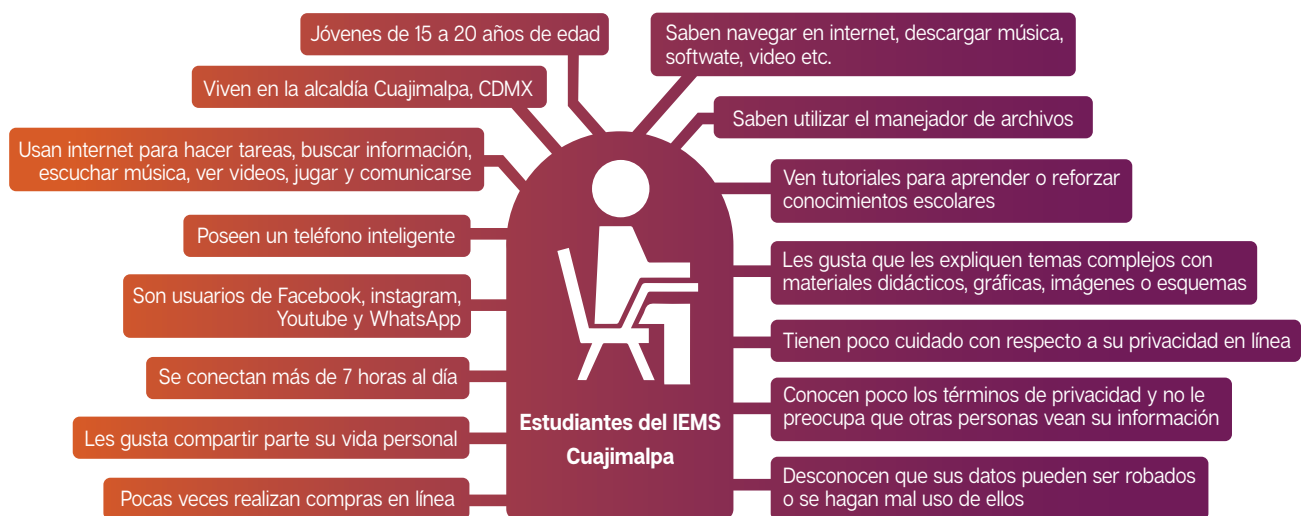 Jóvenes de 15 a 20 años de edad
Viven en la alcaldía Cuajimalpa, CDMX
Usan internet para hacer tareas, buscar información,
escuchar música, ver videos, jugar y comunicarse
Poseen un teléfono inteligente
Son usuarios de Facebook, instagram,
Youtube y WhatsApp
Se conectan más de 7 horas al día
Les gusta compartir parte su vida personal
Pocas veces realizan compras en línea
Estudiantes del IEMS
Cuajimalpa
Saben navegar en internet, descargar música,
softwate, video etc.
Saben utilizar el manejador de archivos
Ven tutoriales para aprender o reforzar
conocimientos escolares
Les gusta que les expliquen temas complejos con
materiales didácticos, gráficas, imágenes o esquemas
Tienen poco cuidado con respecto a su privacidad en línea
Conocen poco los términos de privacidad y no le
preocupa que otras personas vean su información
Desconocen que sus datos pueden ser robados
o se hagan mal uso de ellos